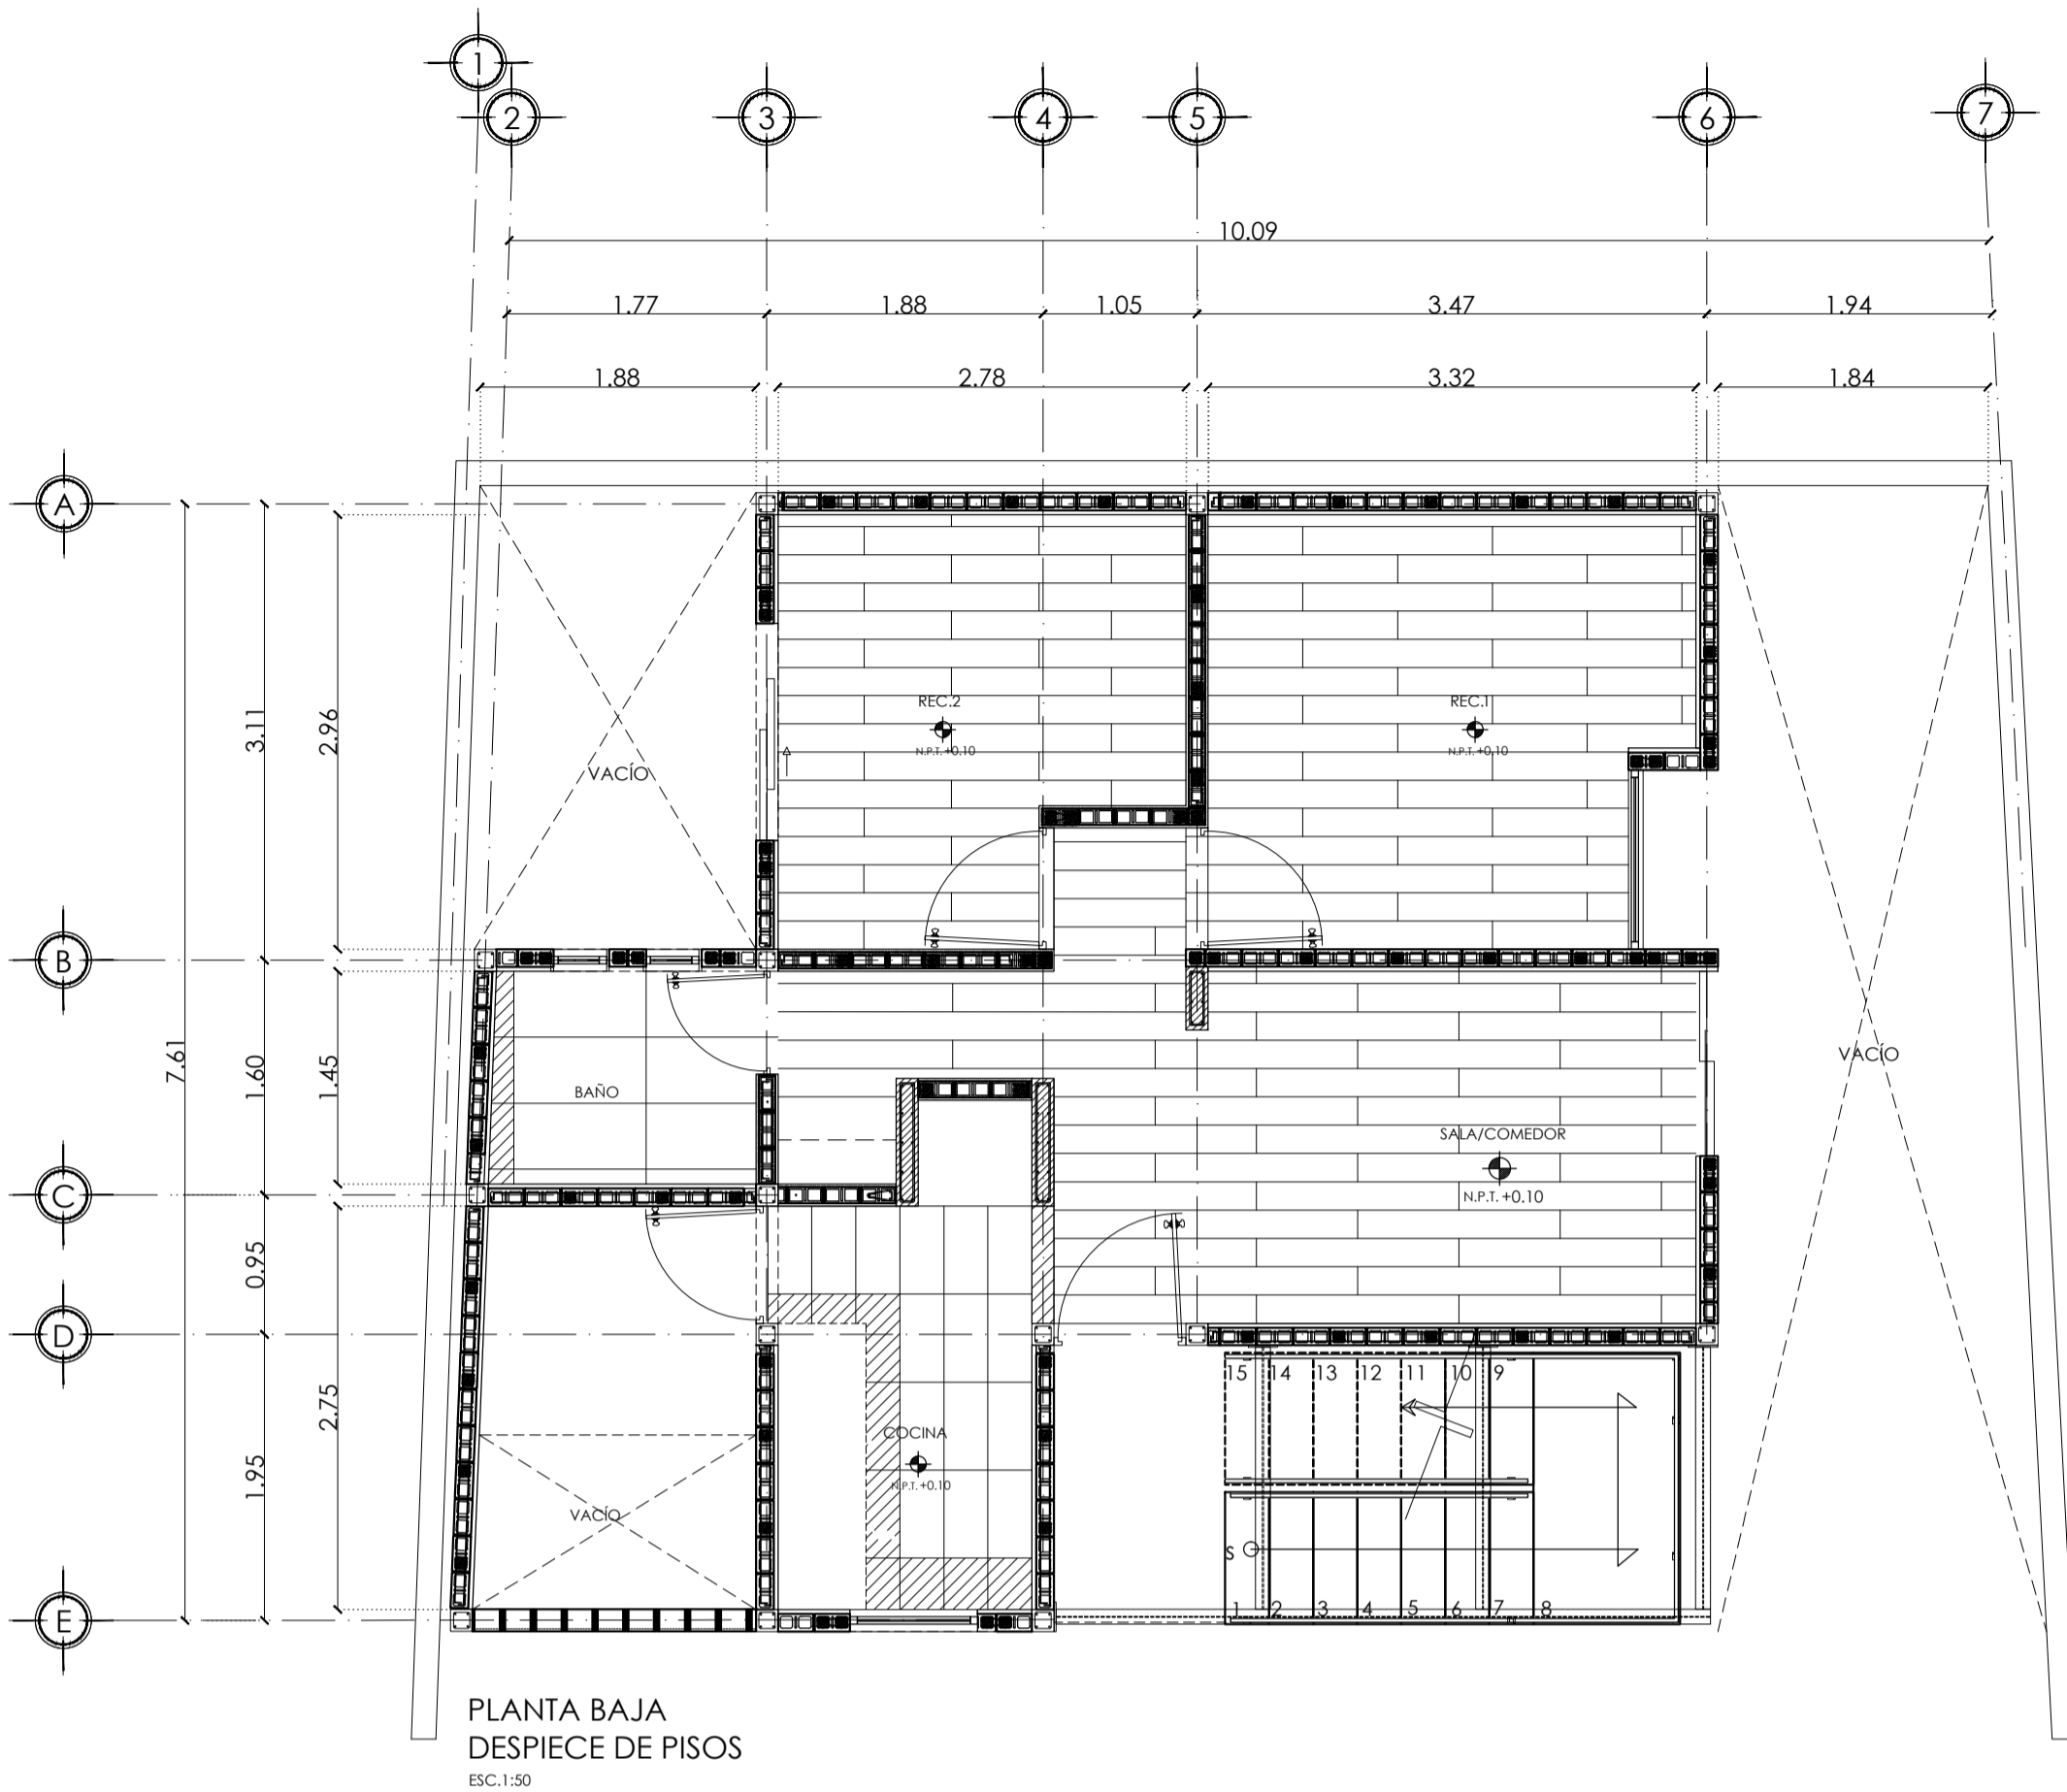 1
2
3
4
5
6
7
10.09
1.77
1.88
1.05
3.47
1.94
1.88
2.78
3.32
1.84
A
B
C
D
E
7.61
3.11
1.60
0.95
1.95
2.96
1.45
2.75
VACÍO
REC.2
N.P.T. +0.10
REC.1
N.P.T. +0.10
VACÍO
BAÑO
SALA/COMEDOR
N.P.T. +0.10
COCINA
N.P.T. +0.10
VACÍO
15 14 13 12 11 10 9
S
1 2 3 4 5 6 7 8
PLANTA BAJA
DESPIECE DE PISOS
ESC.1:50